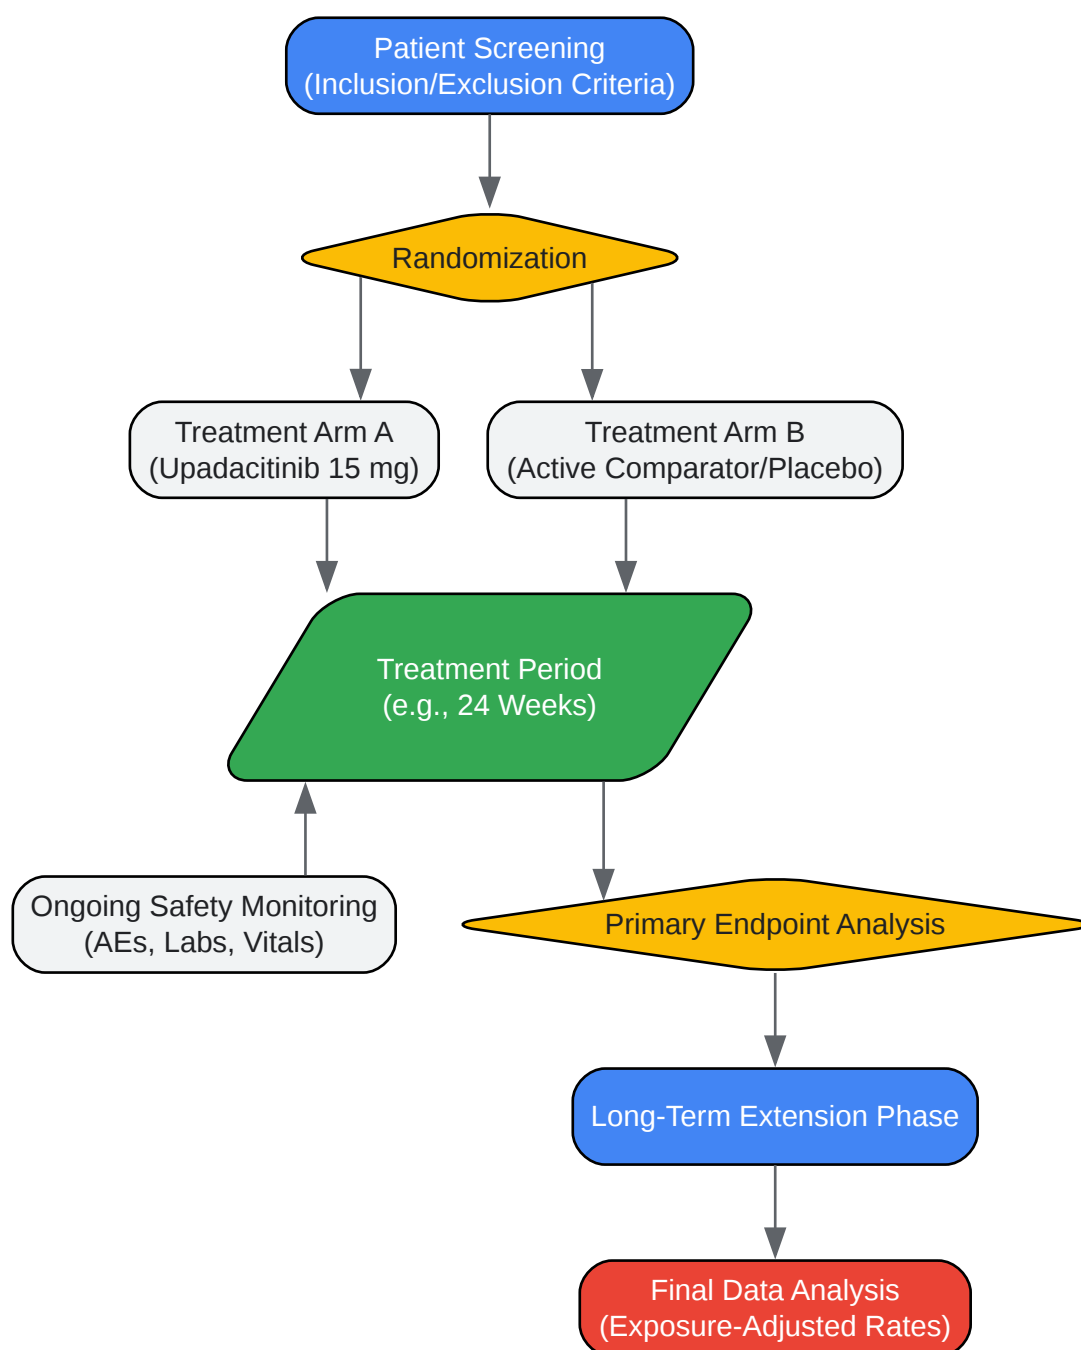 Patient Screening
(Inclusion/Exclusion Criteria)
Randomization
Treatment Arm A
(Upadacitinib 15 mg)
Treatment Arm B
(Active Comparator/Placebo)
Treatment Period
(e.g., 24 Weeks)
Ongoing Safety Monitoring
(AEs, Labs, Vitals)
Primary Endpoint Analysis
Long-Term Extension Phase
Final Data Analysis
(Exposure-Adjusted Rates)